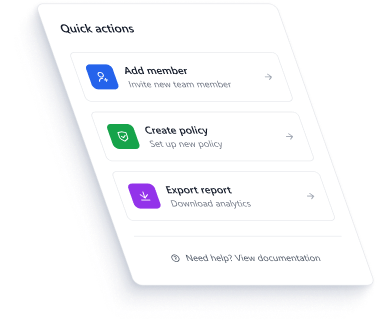 Quick actions
Add member
Invite new team member
Create policy
Set up new policy
Export report
Download analytics
Need help? View documentation